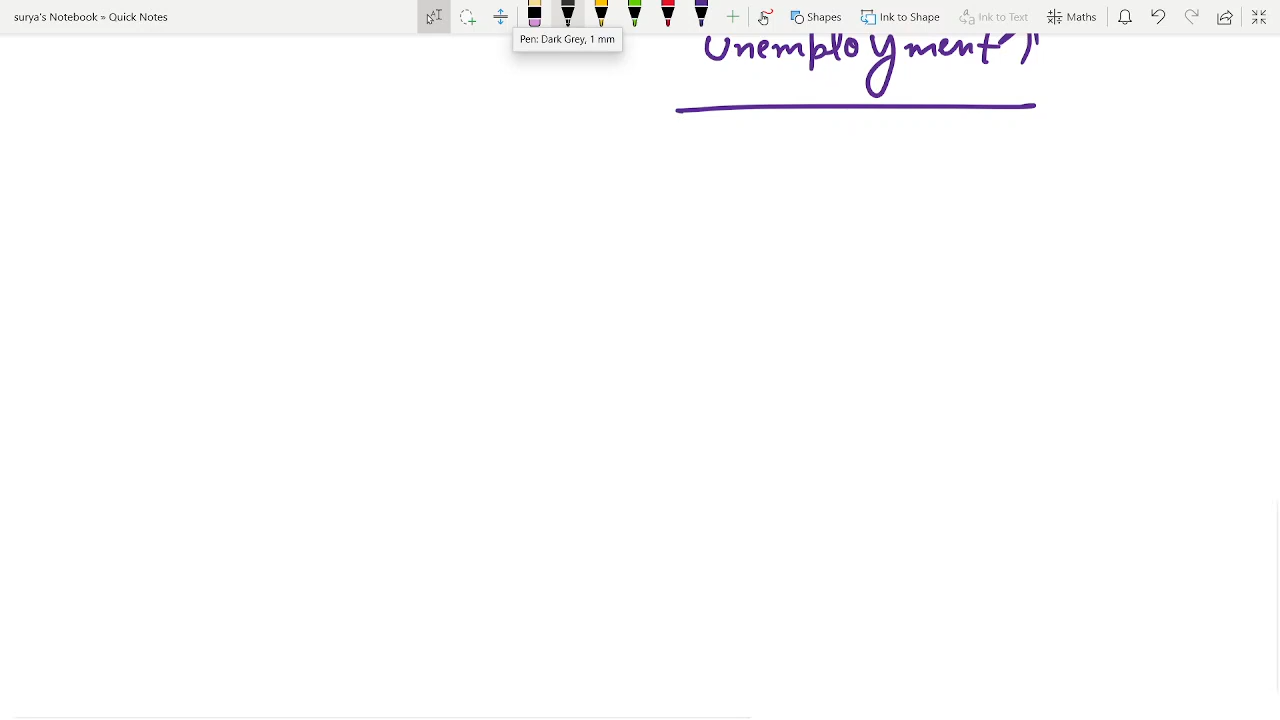 surya's Notebook » Quick Notes
Shapes
Ink to Shape
Ink to Text
Maths
Pen: Dark Grey, 1 mm
Unemployment )